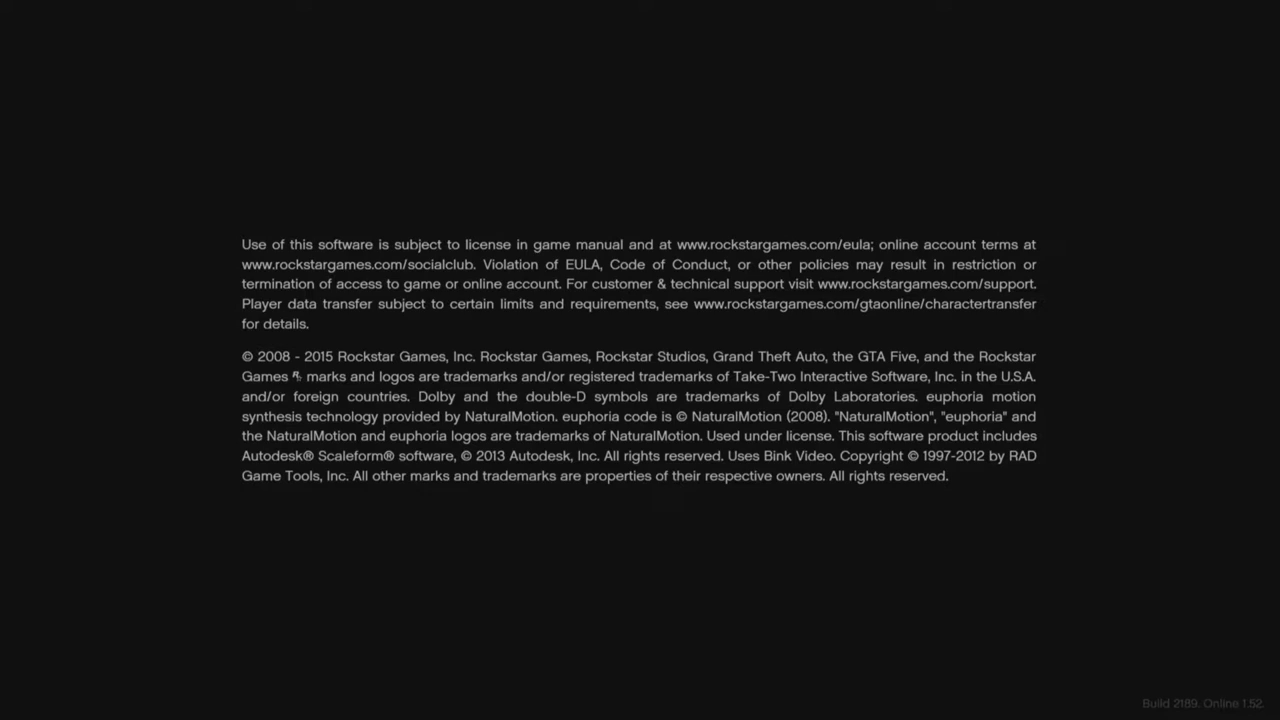 Use of this software is subject to license in game manual and at www.rockstargames.com/eula; online account terms at
www.rockstargames.com/socialclub. Violation of EULA, Code of Conduct, or other policies may result in restriction or
termination of access to game or online account. For customer & technical support visit www.rockstargames.com/support.
Player data transfer subject to certain limits and requirements, see www.rockstargames.com/gtaonline/charactertransfer
for details.
© 2008 - 2015 Rockstar Games, Inc. Rockstar Games, Rockstar Studios, Grand Theft Auto, the GTA Five, and the Rockstar
Games R* marks and logos are trademarks and/or registered trademarks of Take-Two Interactive Software, Inc. in the U.S.A.
and/or foreign countries. Dolby and the double-D symbols are trademarks of Dolby Laboratories. euphoria motion
synthesis technology provided by NaturalMotion. euphoria code is © NaturalMotion (2008). "NaturalMotion", "euphoria" and
the NaturalMotion and euphoria logos are trademarks of NaturalMotion. Used under license. This software product includes
Autodesk® Scaleform® software, © 2013 Autodesk, Inc. All rights reserved. Uses Bink Video. Copyright © 1997-2012 by RAD
Game Tools, Inc. All other marks and trademarks are properties of their respective owners. All rights reserved.
Build 2189. Online 1.52.